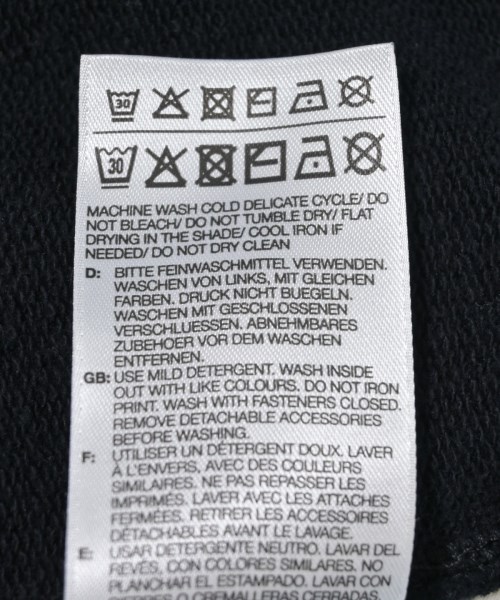 30
30
MACHINE WASH COLD DELICATE CYCLE/ DO
NOT BLEACH/ DO NOT TUMBLE DRY/ FLAT
DRYING IN THE SHADE/ COOL IRON IF
NEEDED/ DO NOT DRY CLEAN
D: BITTE FEINWASCHMITTEL VERWENDEN.
WASCHEN VON LINKS, MIT GLEICHEN
FARBEN. DRUCK NICHT BUEGELN.
WASCHEN MIT GESCHLOSSENEN
VERSCHLUESSEN. ABNEHMBARES
ZUBEHOER VOR DEM WASCHEN
ENTFERNEN.
GB: USE MILD DETERGENT. WASH INSIDE
OUT WITH LIKE COLOURS. DO NOT IRON
PRINT. WASH WITH FASTENERS CLOSED.
REMOVE DETACHABLE ACCESSORIES
BEFORE WASHING.
F: UTILISER UN DÉTERGENT DOUX. LAVER
À L'ENVERS, AVEC DES COULEURS
SIMILAIRES. NE PAS REPASSER LES
IMPRIMÉS. LAVER AVEC LES ATTACHES
FERMÉES. RETIRER LES ACCESSOIRES
DÉTACHABLES AVANT LE LAVAGE.
E: USAR DETERGENTE NEUTRO. LAVAR DEL
REVÉS, CON COLORES SIMILARES. NO
PLANCHAR EL ESTAMPADO. LAVAR CON
CIERRES O CREMALLERAS CERRADAS.